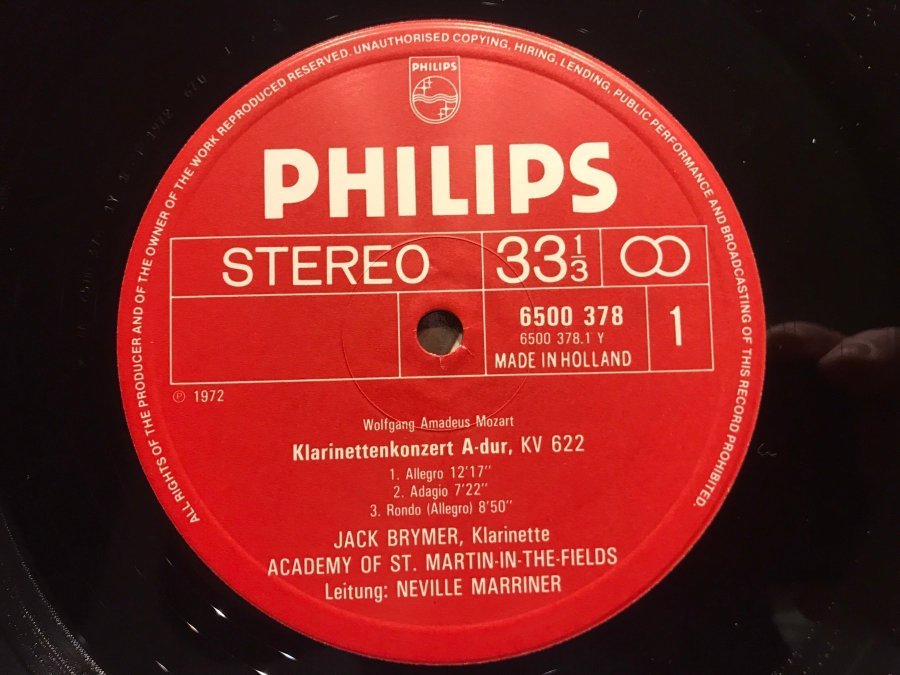 ALL RIGHTS OF THE PRODUCER AND OF THE OWNER OF THE WORK REPRODUCED RESERVED. UNAUTHORISED COPYING, HIRING, LENDING, PUBLIC PERFORMANCE AND BROADCASTING OF THIS RECORD PROHIBITED.
PHILIPS
PHILIPS
STEREO 33 1/3
6500 378 1
6500 378.1 Y
MADE IN HOLLAND
℗ 1972
Wolfgang Amadeus Mozart
Klarinettenkonzert A-dur, KV 622
1. Allegro 12'17"
2. Adagio 7'22"
3. Rondo (Allegro) 8'50"
JACK BRYMER, Klarinette
ACADEMY OF ST. MARTIN-IN-THE-FIELDS
Leitung: NEVILLE MARRINER